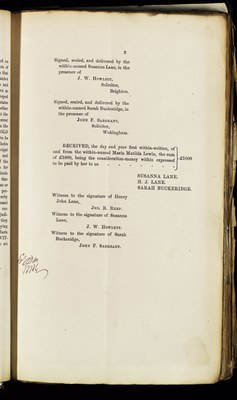 3
Signed, sealed, and delivered by the
within-named Susanna Lane, in the
presence of
J. W. HOWLETT,
Solicitor,
Brighton.
Signed, sealed, and delivered by the
within-named Sarah Buckeridge, in
the presence of
JOHN F. SARGEANT,
Solicitor,
Wokingham.
RECEIVED, the day and year first within-written, of
and from the within-named Maria Matilda Lewis, the sum
of £1600, being the consideration-money within expressed
to be paid by her to us
£1600
SUSANNA LANE.
H. J. LANE.
SARAH BUCKERIDGE.
Witness to the signature of Henry
John Lane,
JNO. R.
Witness to the signature of Susanna
Lane,
J. W. HOWLETT.
Witness to the signature of Sarah
Buckeridge,
JOHN F. SARGEANT.